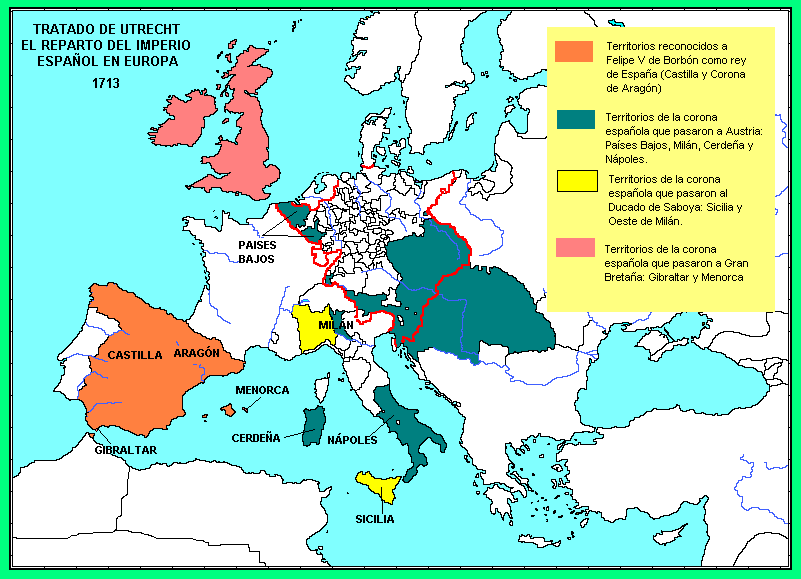 TRATADO DE UTRECHT
EL REPARTO DEL IMPERIO
ESPAÑOL EN EUROPA
1713
Territorios reconocidos a
Felipe V de Borbón como rey
de España (Castilla y Corona
de Aragón)
Territorios de la corona
española que pasaron a Austria:
Países Bajos, Milán, Cerdeña y
Nápoles.
Territorios de la corona
española que pasaron al
Ducado de Saboya: Sicilia y
Oeste de Milán.
Territorios de la corona
española que pasaron a Gran
Bretaña: Gibraltar y Menorca
PAISES
BAJOS
MILÁN
CASTILLA
ARAGÓN
MENORCA
CERDEÑA
NÁPOLES
GIBRALTAR
SICILIA